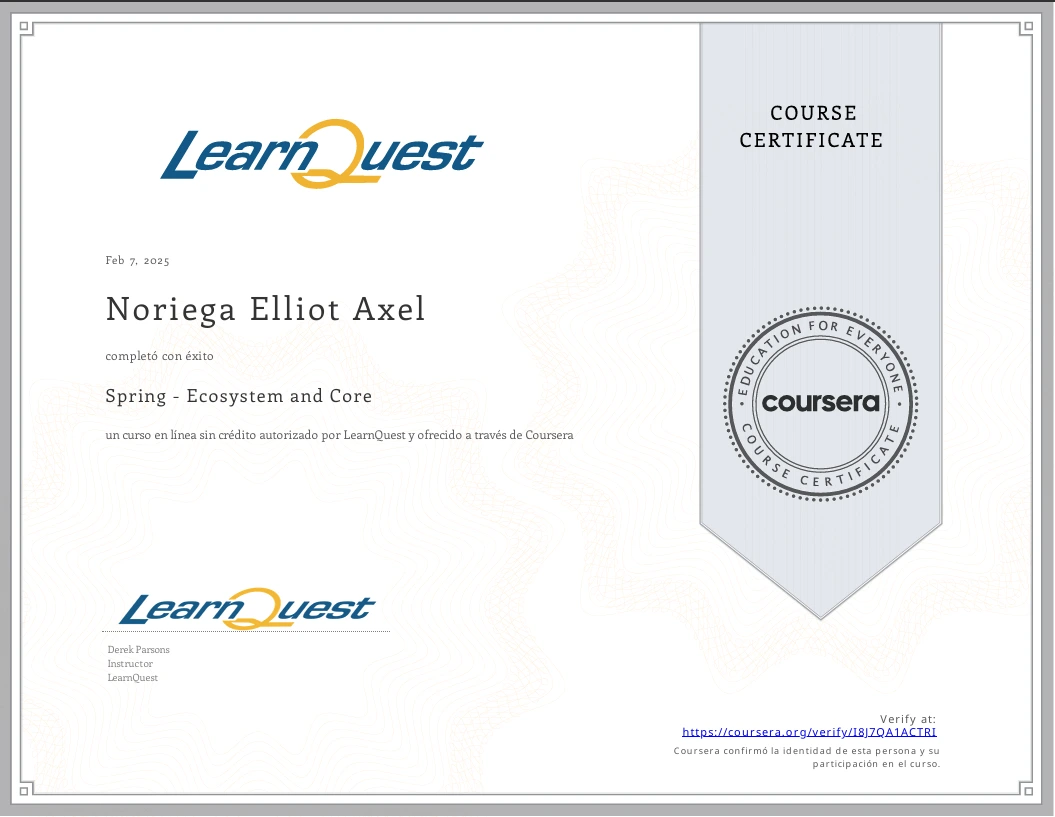 COURSE
CERTIFICATE
LearnQuest
Feb 7, 2025
Noriega Elliot Axel
completó con éxito
Spring - Ecosystem and Core
un curso en línea sin crédito autorizado por LearnQuest y ofrecido a través de Coursera
EDUCATION FOR EVERYONE
coursera
COURSE CERTIFICATE
LearnQuest
Derek Parsons
Instructor
LearnQuest
Verify at:
https://coursera.org/verify/I8J7QA1ACTRI
Coursera confirmó la identidad de esta persona y su
participación en el curso.